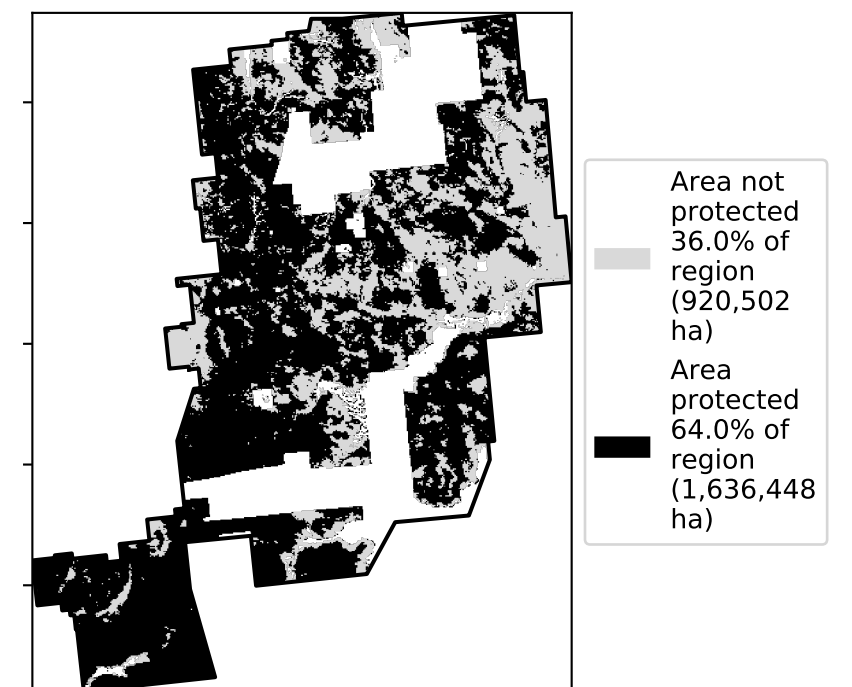 Area not
protected
36.0% of
region
(920,502
ha)
Area
protected
64.0% of
region
(1,636,448
ha)